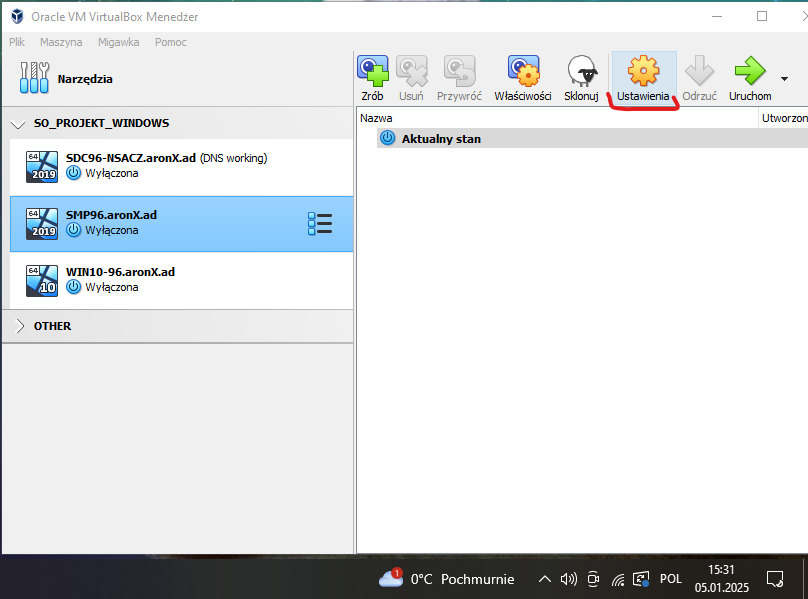 Oracle VM VirtualBox Menedżer
Plik Maszyna Migawka Pomoc
Narzędzia
Zrób Usuń Przywróć Właściwości Sklonuj Ustawienia Odrzuć Uruchom
SO_PROJEKT_WINDOWS
Nazwa Utworzon
Aktualny stan
64 2019 SDC96-NSACZ.aronX.ad (DNS working)
Wyłączona
64 2019 SMP96.aronX.ad
Wyłączona
64 10 WIN10-96.aronX.ad
Wyłączona
OTHER
1 0°C Pochmurnie POL 15:31
05.01.2025